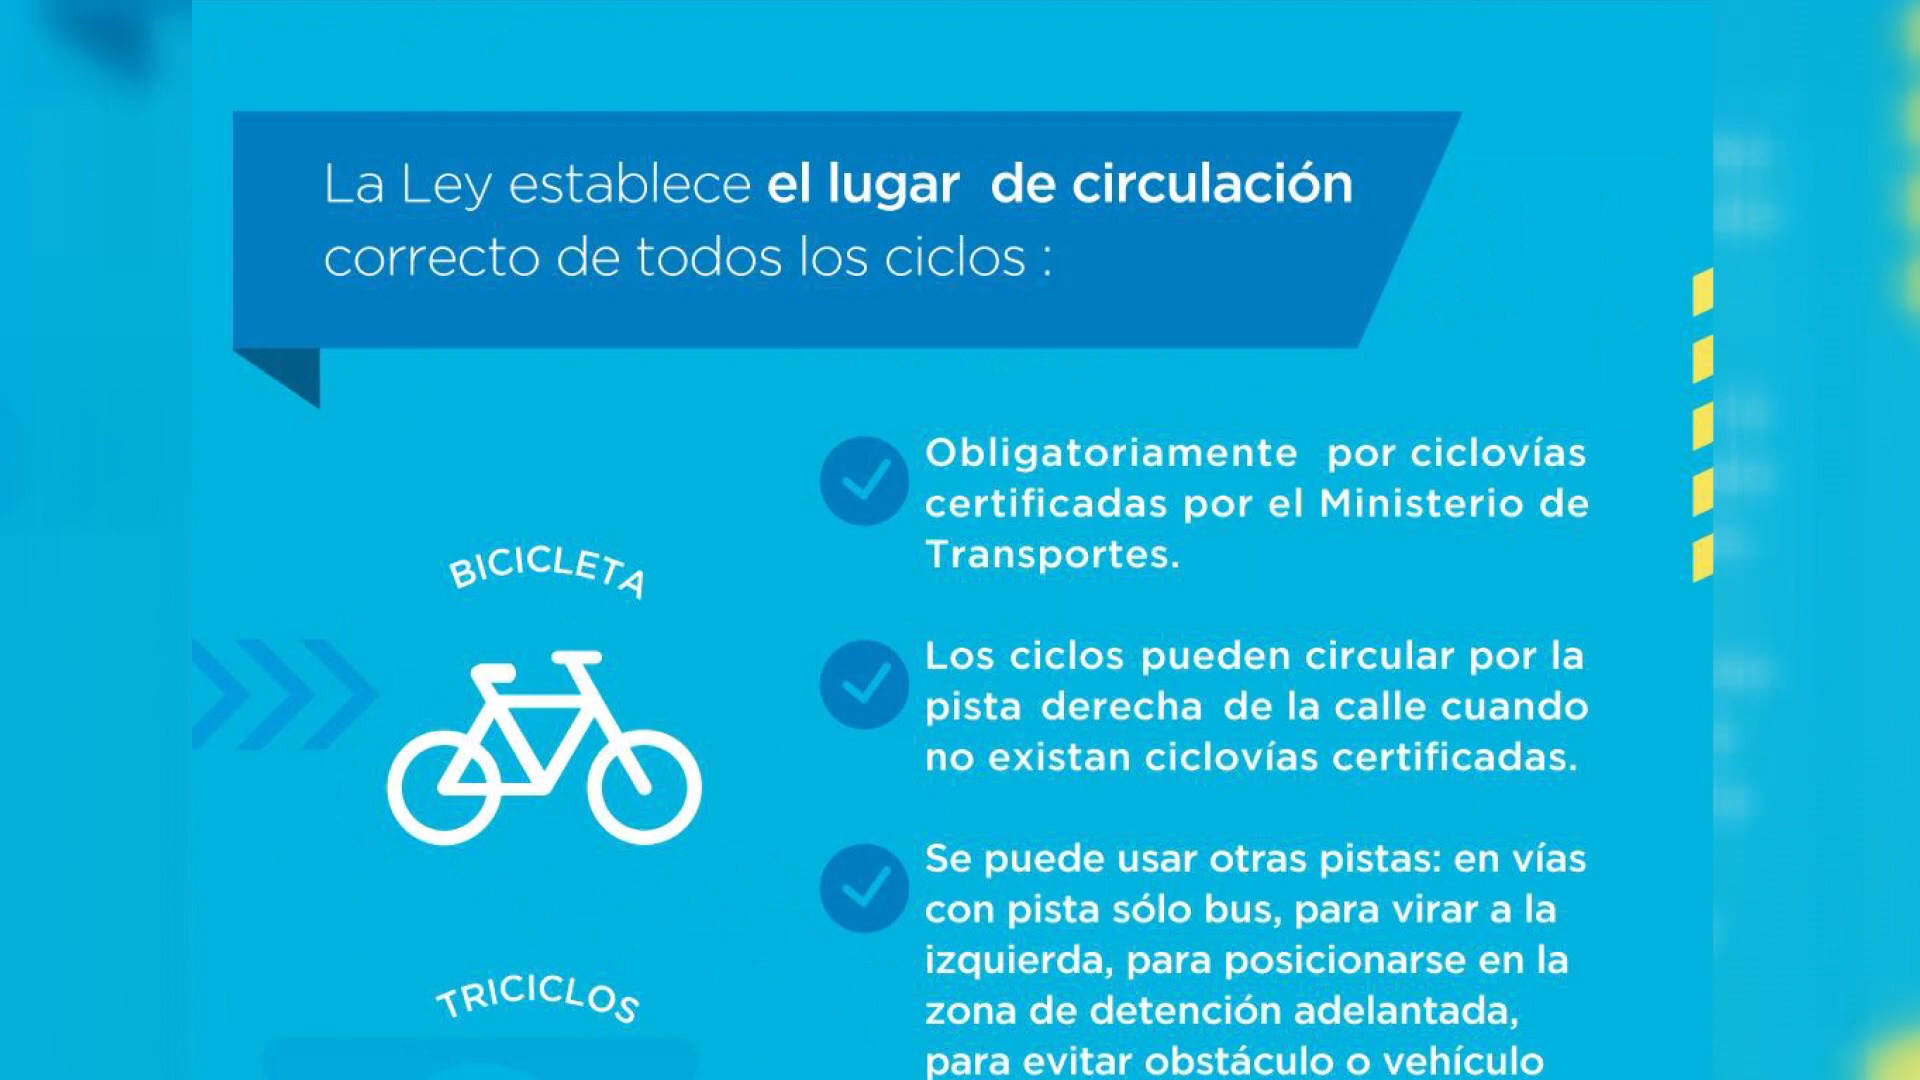 La Ley establece el lugar de circulación
correcto de todos los ciclos :
BICICLETA
TRICICLOS
Obligatoriamente por ciclovías
certificadas por el Ministerio de
Transportes.
Los ciclos pueden circular por la
pista derecha de la calle cuando
no existan ciclovías certificadas.
Se puede usar otras pistas: en vías
con pista sólo bus, para virar a la
izquierda, para posicionarse en la
zona de detención adelantada,
para evitar obstáculo o vehículo